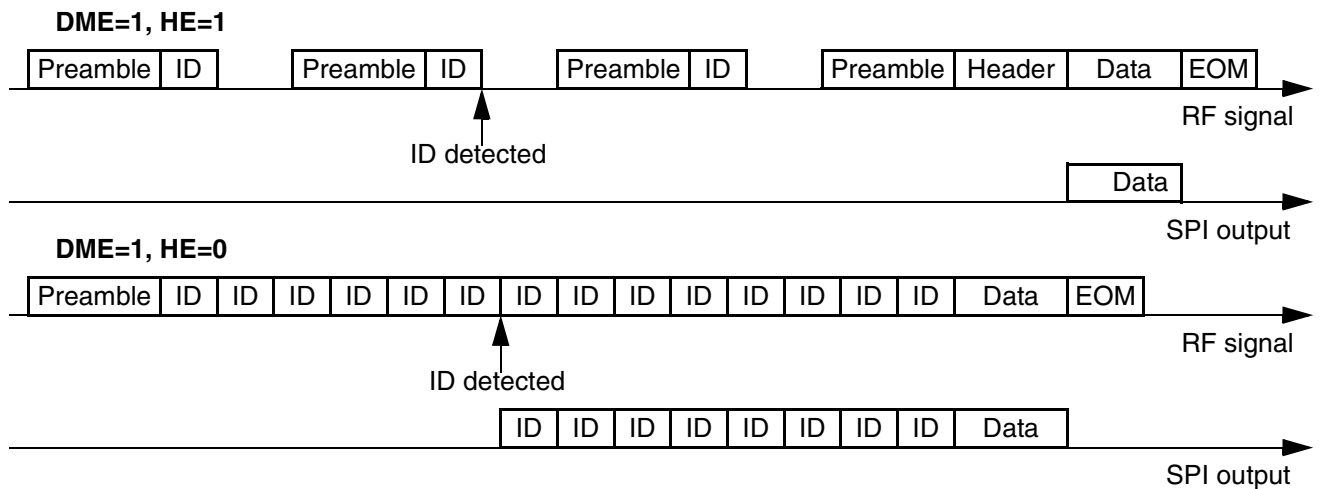 DME=1, HE=1
Preamble ID Preamble ID Preamble ID Preamble Header Data EOM
RF signal
ID detected
Data
SPI output
DME=1, HE=0
Preamble ID ID ID ID ID ID ID ID ID ID ID ID ID ID Data EOM
RF signal
ID detected
ID ID ID ID ID ID ID ID Data
SPI output